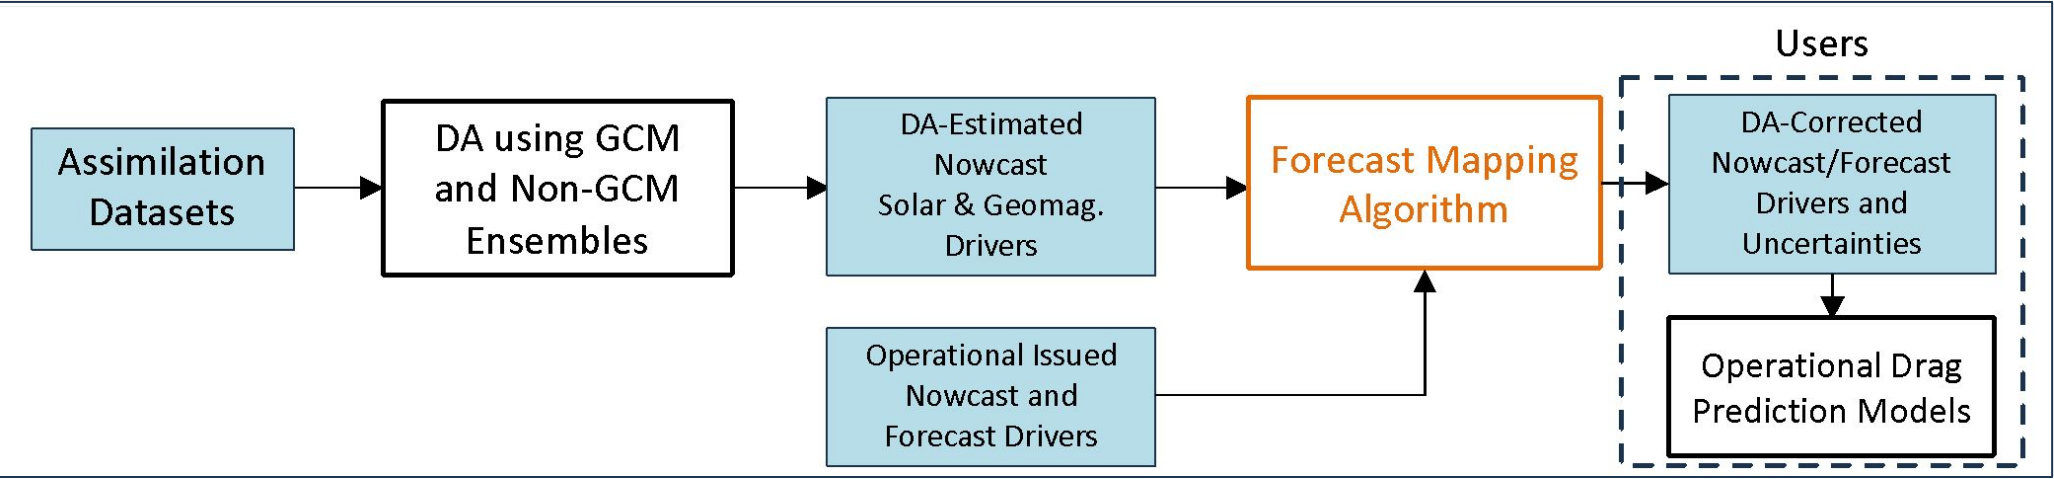 Users
Assimilation
Datasets
DA using GCM
and Non-GCM
Ensembles
DA-Estimated
Nowcast
Solar & Geomag.
Drivers
Operational Issued
Nowcast and
Forecast Drivers
Forecast Mapping
Algorithm
DA-Corrected
Nowcast/Forecast
Drivers and
Uncertainties
Operational Drag
Prediction Models